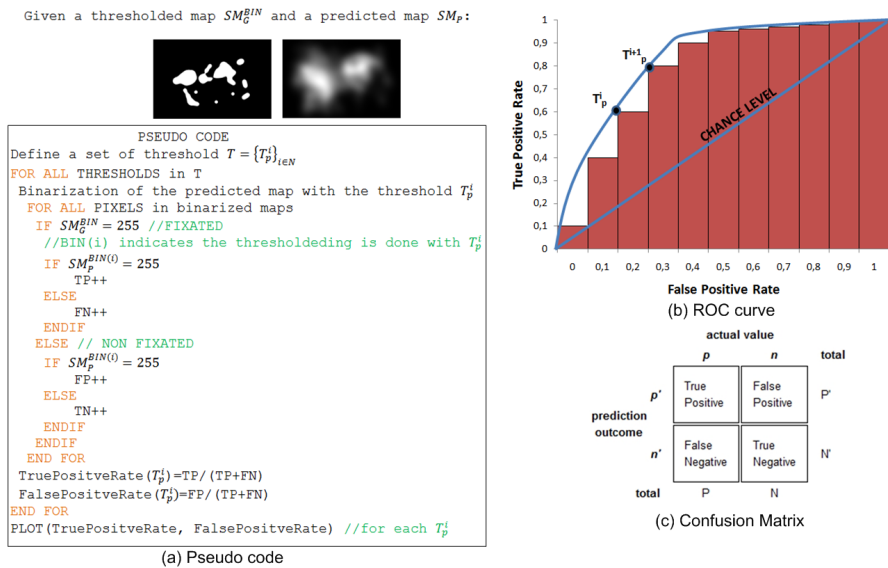 Given a thresholded map SM_G^BIN and a predicted map SM_P:
PSEUDO CODE
Define a set of threshold T = {T_p^i}_i∈N
FOR ALL THRESHOLDS in T
Binarization of the predicted map with the threshold T_p^i
FOR ALL PIXELS in binarized maps
IF SM_G^BIN = 255 //FIXATED
//BIN(i) indicates the thresholdeding is done with T_p^i
IF SM_P^BIN(i) = 255
TP++
ELSE
FN++
ENDIF
ELSE // NON FIXATED
IF SM_P^BIN(i) = 255
FP++
ELSE
TN++
ENDIF
ENDIF
END FOR
TruePositveRate(T_p^i)=TP/(TP+FN)
FalsePositveRate(T_p^i)=FP/(TP+FN)
END FOR
PLOT(TruePositveRate, FalsePositveRate) //for each T_p^i
(a) Pseudo code
True Positive Rate
1
0,9
0,8
0,7
0,6
0,5
0,4
0,3
0,2
0,1
0
T_p^i+1
T_p^i
CHANCE LEVEL
0 0,1 0,2 0,3 0,4 0,5 0,6 0,7 0,8 0,9 1
False Positive Rate
(b) ROC curve
actual value
p n total
p' True Positive False Positive P'
prediction outcome
n' False Negative True Negative N'
total P N
(c) Confusion Matrix